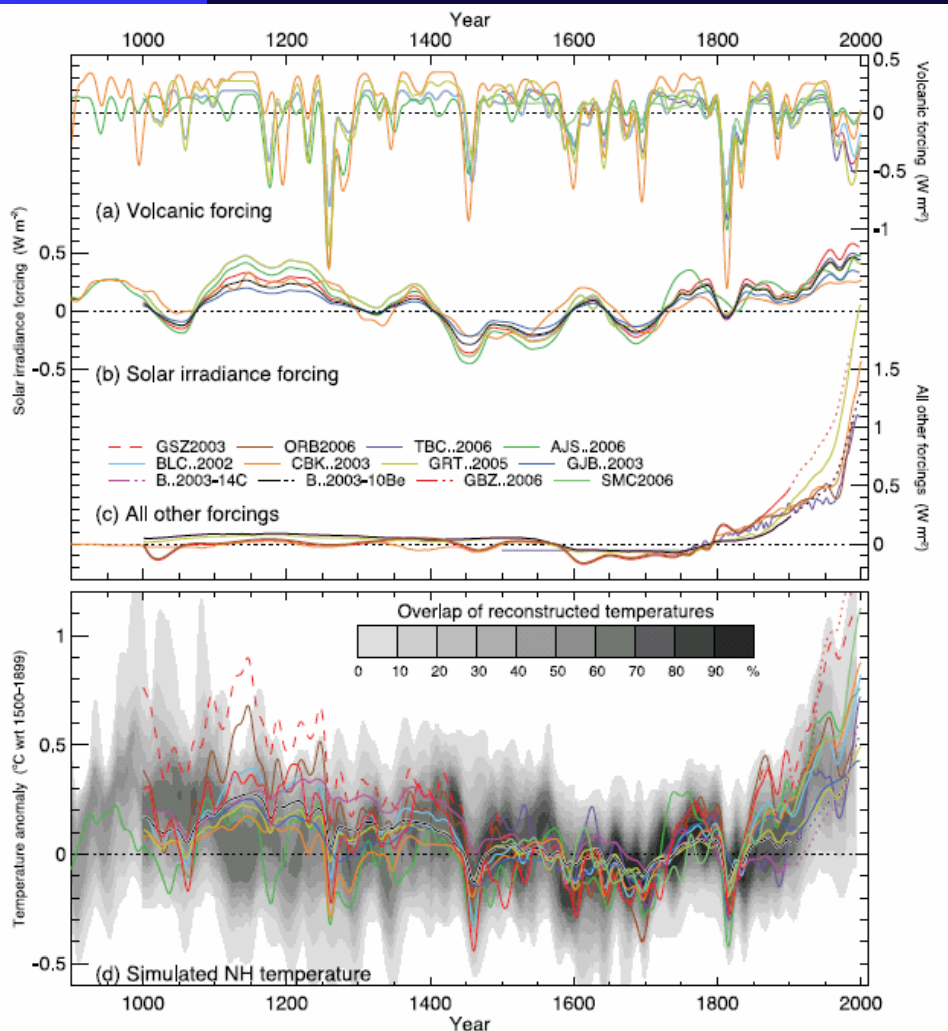 Year
1000 1200 1400 1600 1800 2000
0.5
0
-0.5
-1
Volcanic forcing (W m⁻²)
(a) Volcanic forcing
Solar irradiance forcing (W m⁻²)
0.5
0
-0.5
(b) Solar irradiance forcing
1.5
1
0.5
0
All other forcings (W m⁻²)
GSZ2003 ORB2006 TBC..2006 AJS..2006
BLC..2002 CBK..2003 GRT..2005 GJB..2003
B..2003-14C B..2003-10Be GBZ..2006 SMC2006
(c) All other forcings
Overlap of reconstructed temperatures
0 10 20 30 40 50 60 70 80 90 %
Temperature anomaly (°C wrt 1500-1899)
1
0.5
0
-0.5
(d) Simulated NH temperature
1000 1200 1400 1600 1800 2000
Year